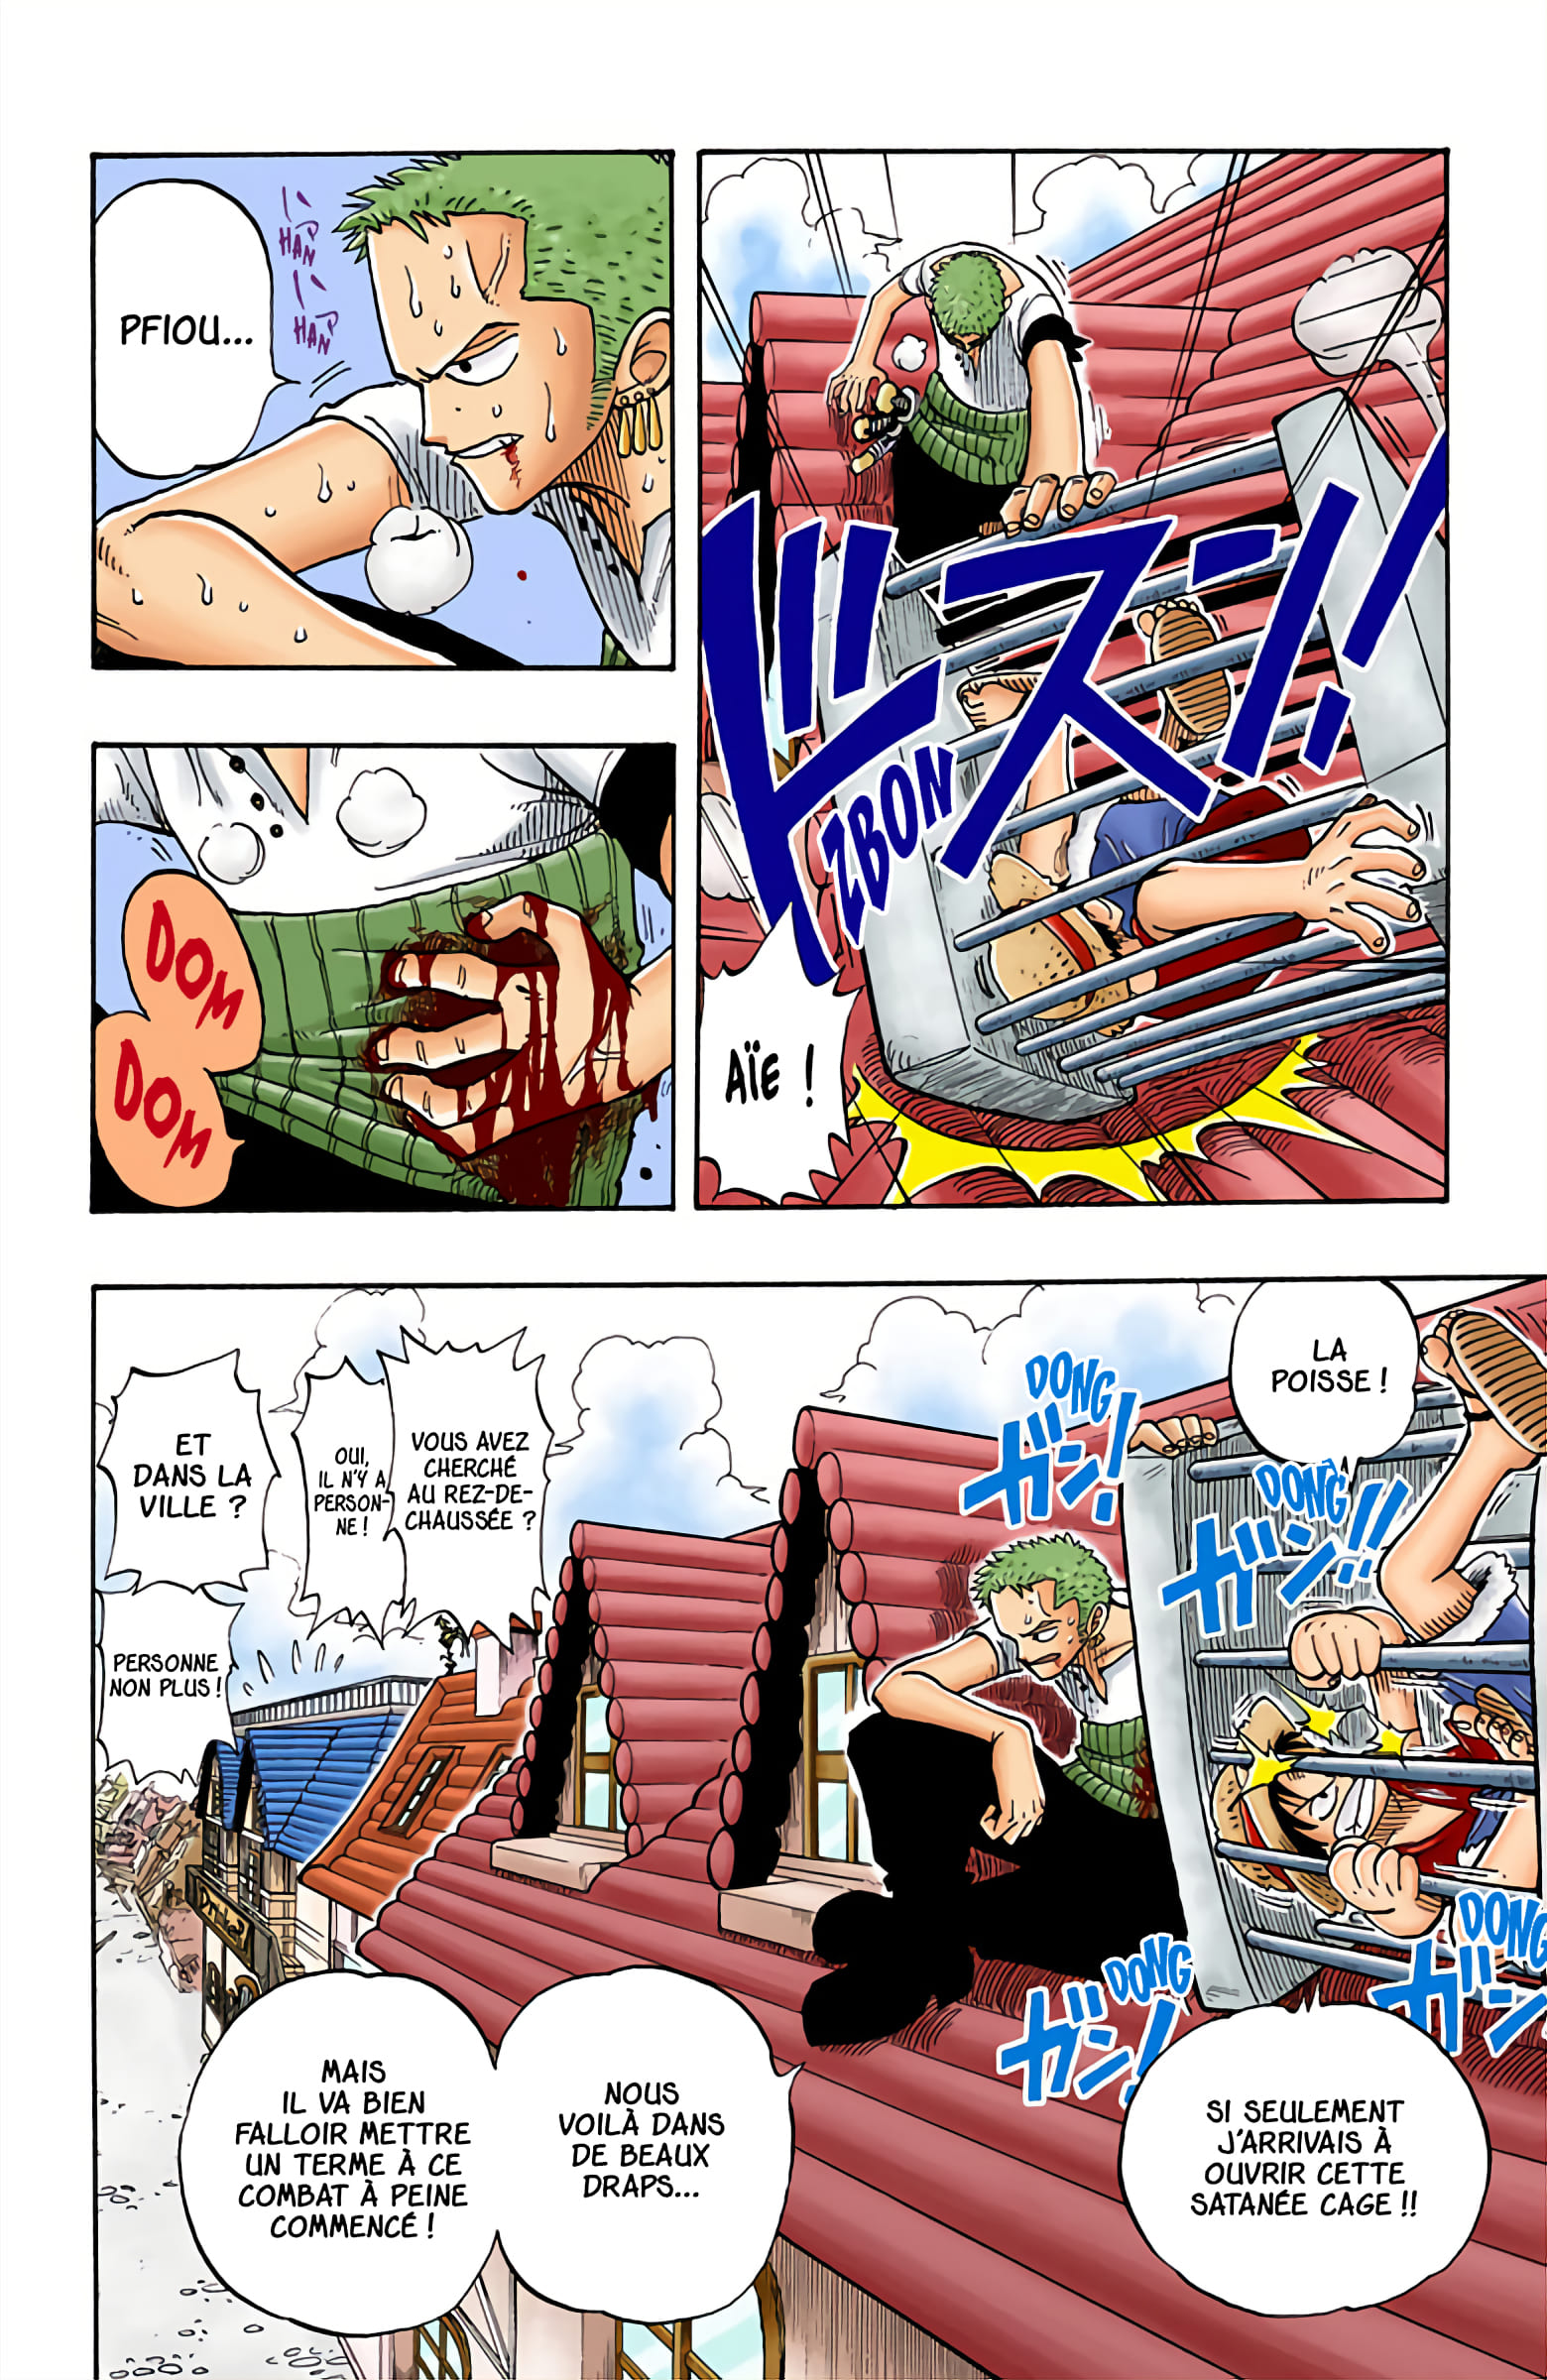 ドスン!!
ZBON
AÏE !
PFIOU...
HAN
HAN
DOM
DOM
LA
POISSE !
DONG
ガン!
DONG
ガン!!
DONG
ガン
DONG
ガン!
SI SEULEMENT
J'ARRIVAIS À
OUVRIR CETTE
SATANÉE CAGE !!
VOUS AVEZ
CHERCHÉ
AU REZ-DE-
CHAUSSÉE ?
OUI,
IL N'Y A
PERSON-
NE !
ET
DANS LA
VILLE ?
PERSONNE
NON PLUS !
NOUS
VOILÀ DANS
DE BEAUX
DRAPS...
MAIS
IL VA BIEN
FALLOIR METTRE
UN TERME À CE
COMBAT À PEINE
COMMENCÉ !